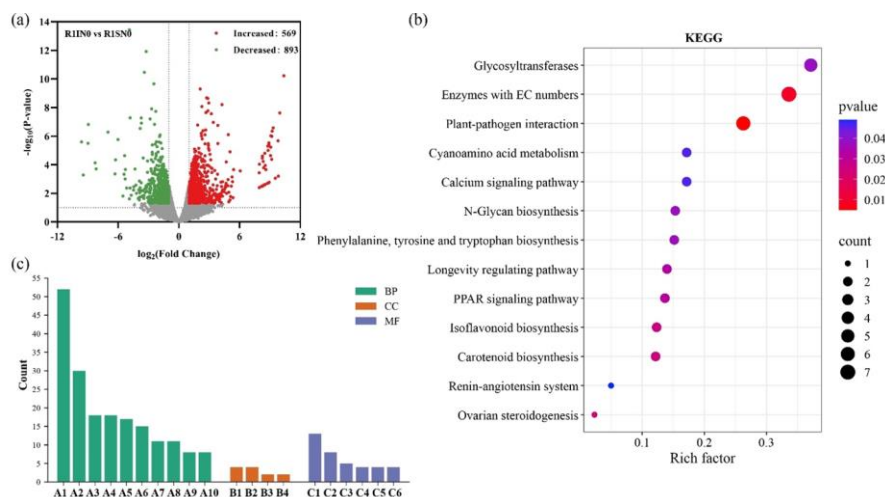 (a)
R1IN0 vs R1SN0
Increased: 569
Decreased: 893
14
12
10
8
6
4
2
0
-log10(P-value)
-12
-6
0
6
12
log2(Fold Change)
(b)
KEGG
Glycosyltransferases
Enzymes with EC numbers
Plant-pathogen interaction
Cyanoamino acid metabolism
Calcium signaling pathway
N-Glycan biosynthesis
Phenylalanine, tyrosine and tryptophan biosynthesis
Longevity regulating pathway
PPAR signaling pathway
Isoflavonoid biosynthesis
Carotenoid biosynthesis
Renin-angiotensin system
Ovarian steroidogenesis
0.1
0.2
0.3
Rich factor
pvalue
0.04
0.03
0.02
0.01
count
1
2
3
4
5
6
7
(c)
BP
CC
MF
55
50
45
40
35
30
25
20
15
10
5
0
Count
A1 A2 A3 A4 A5 A6 A7 A8 A9 A10 B1 B2 B3 B4 C1 C2 C3 C4 C5 C6